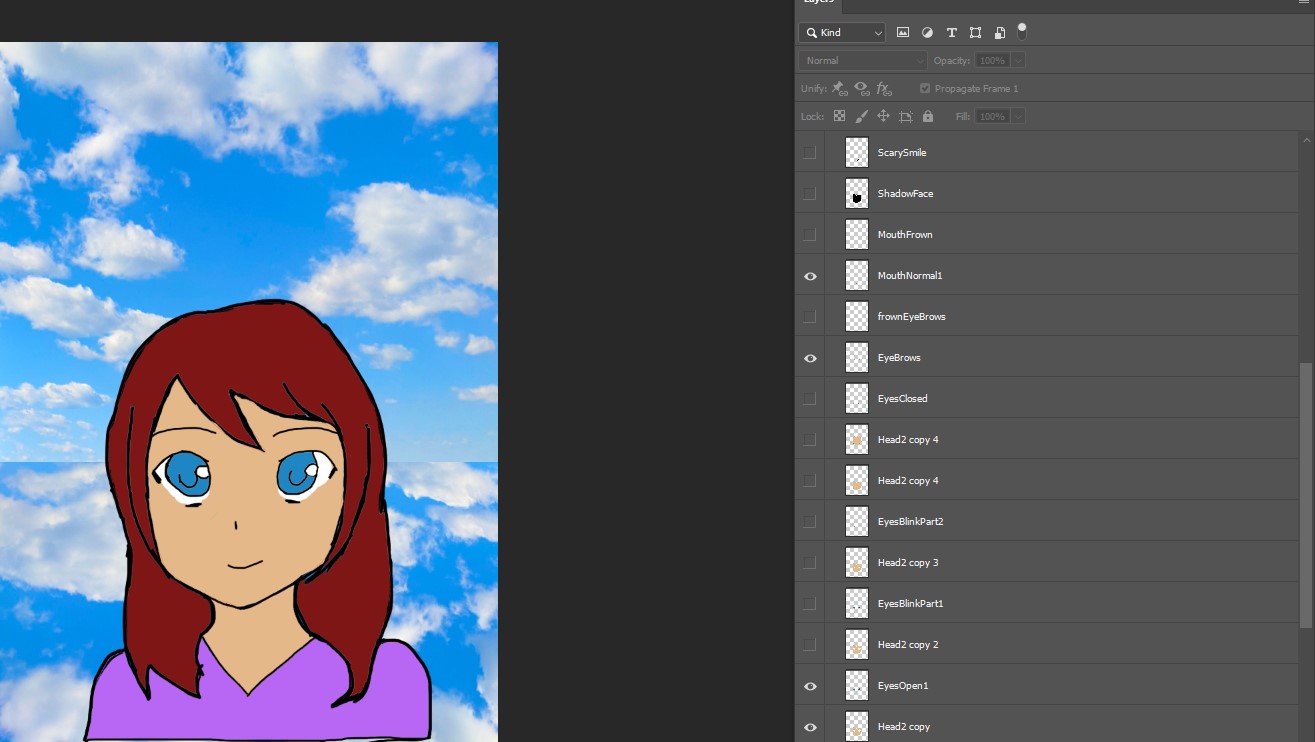 Layers
Kind
Normal Opacity: 100%
Unify: Propagate Frame 1
Lock: Fill: 100%
ScarySmile
ShadowFace
MouthFrown
MouthNormal1
frownEyeBrows
EyeBrows
EyesClosed
Head2 copy 4
Head2 copy 4
EyesBlinkPart2
Head2 copy 3
EyesBlinkPart1
Head2 copy 2
EyesOpen1
Head2 copy